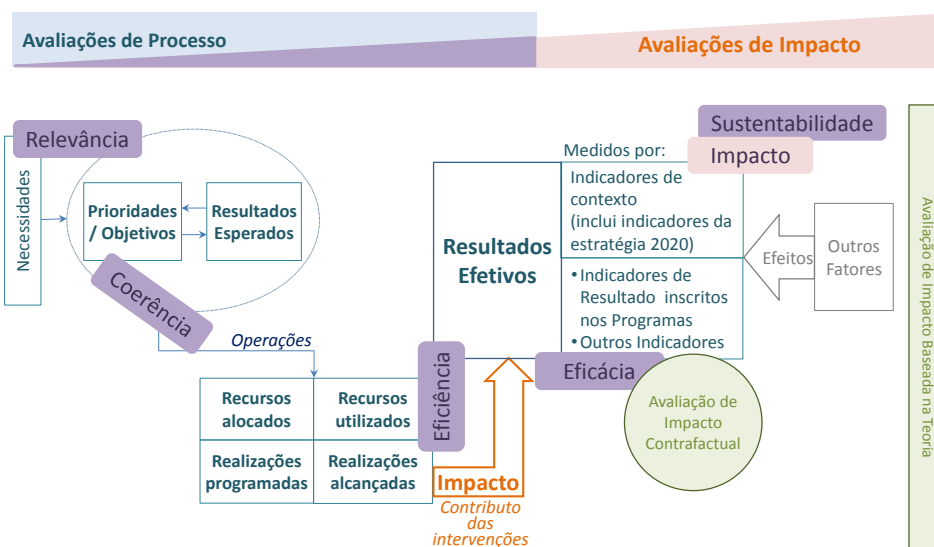 Avaliações de Processo
Avaliações de Impacto
Sustentabilidade
Relevância
Medidos por:
Impacto
Necessidades
Prioridades
/ Objetivos
Resultados
Esperados
Coerência
Operações
Resultados
Efetivos
Indicadores de
contexto
(inclui indicadores da
estratégia 2020)
•Indicadores de
Resultado inscritos
nos Programas
•Outros Indicadores
Efeitos
Outros
Fatores
Avaliação de Impacto Baseada na Teoria
Eficiência
Eficácia
Recursos
alocados
Recursos
utilizados
Realizações
programadas
Realizações
alcançadas
Avaliação de
Impacto
Contrafactual
Impacto
Contributo
das
intervenções